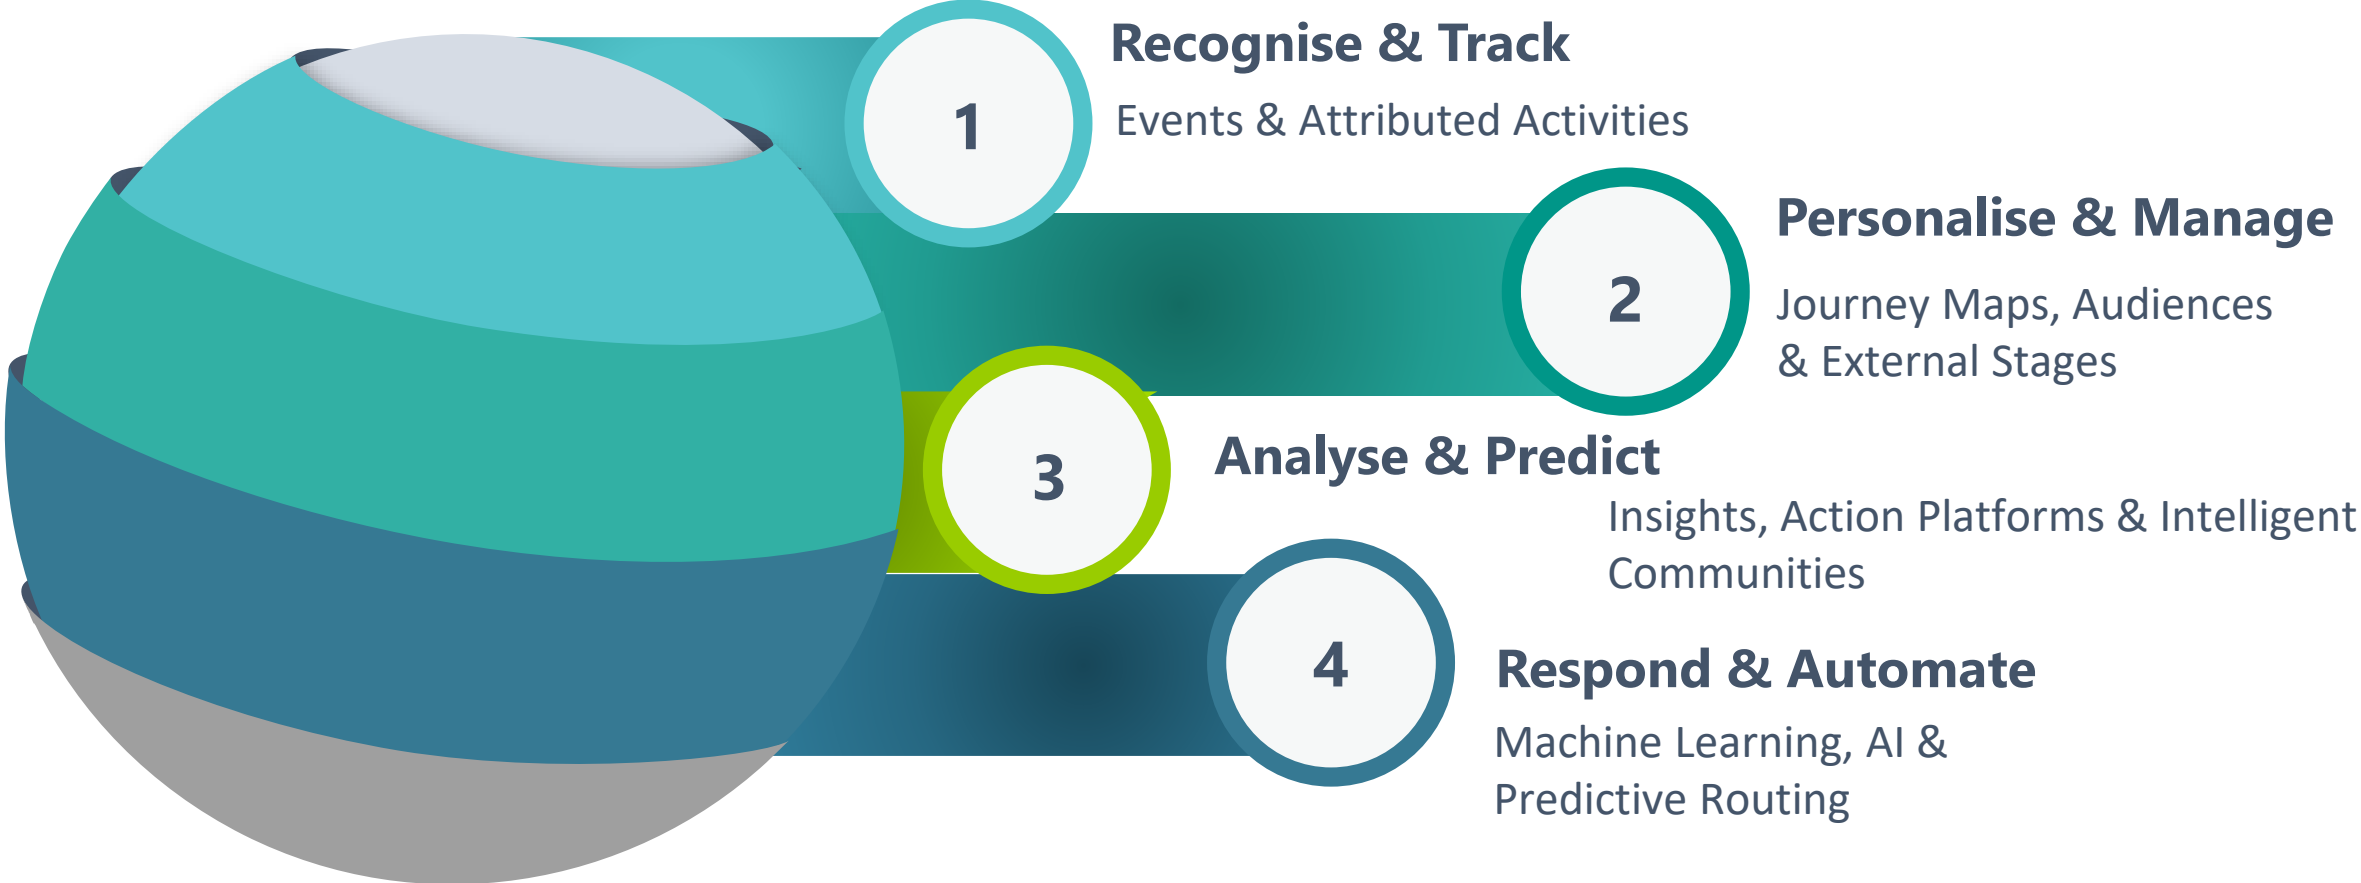 1
Recognise & Track
Events & Attributed Activities
2
Personalise & Manage
Journey Maps, Audiences
& External Stages
3
Analyse & Predict
Insights, Action Platforms & Intelligent
Communities
4
Respond & Automate
Machine Learning, AI &
Predictive Routing